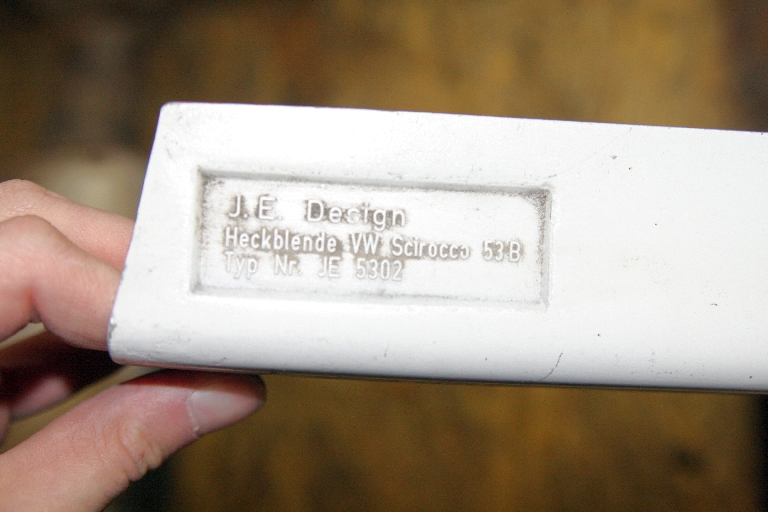 J.E. Design
Heckblende VW Scirocco 53B
Typ Nr. JE 5302